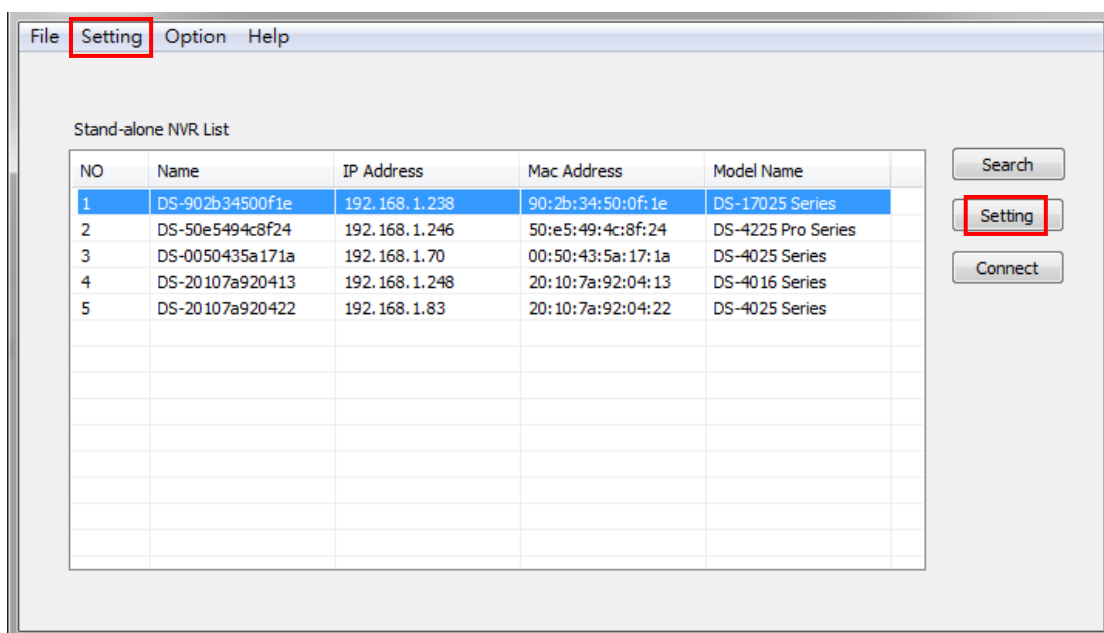 File Setting Option Help
Stand-alone NVR List
NO Name IP Address Mac Address Model Name
Search
1 DS-902b34500f1e 192.168.1.238 90:2b:34:50:0f:1e DS-17025 Series
Setting
2 DS-50e5494c8f24 192.168.1.246 50:e5:49:4c:8f:24 DS-4225 Pro Series
3 DS-0050435a171a 192.168.1.70 00:50:43:5a:17:1a DS-4025 Series
Connect
4 DS-20107a920413 192.168.1.248 20:10:7a:92:04:13 DS-4016 Series
5 DS-20107a920422 192.168.1.83 20:10:7a:92:04:22 DS-4025 Series